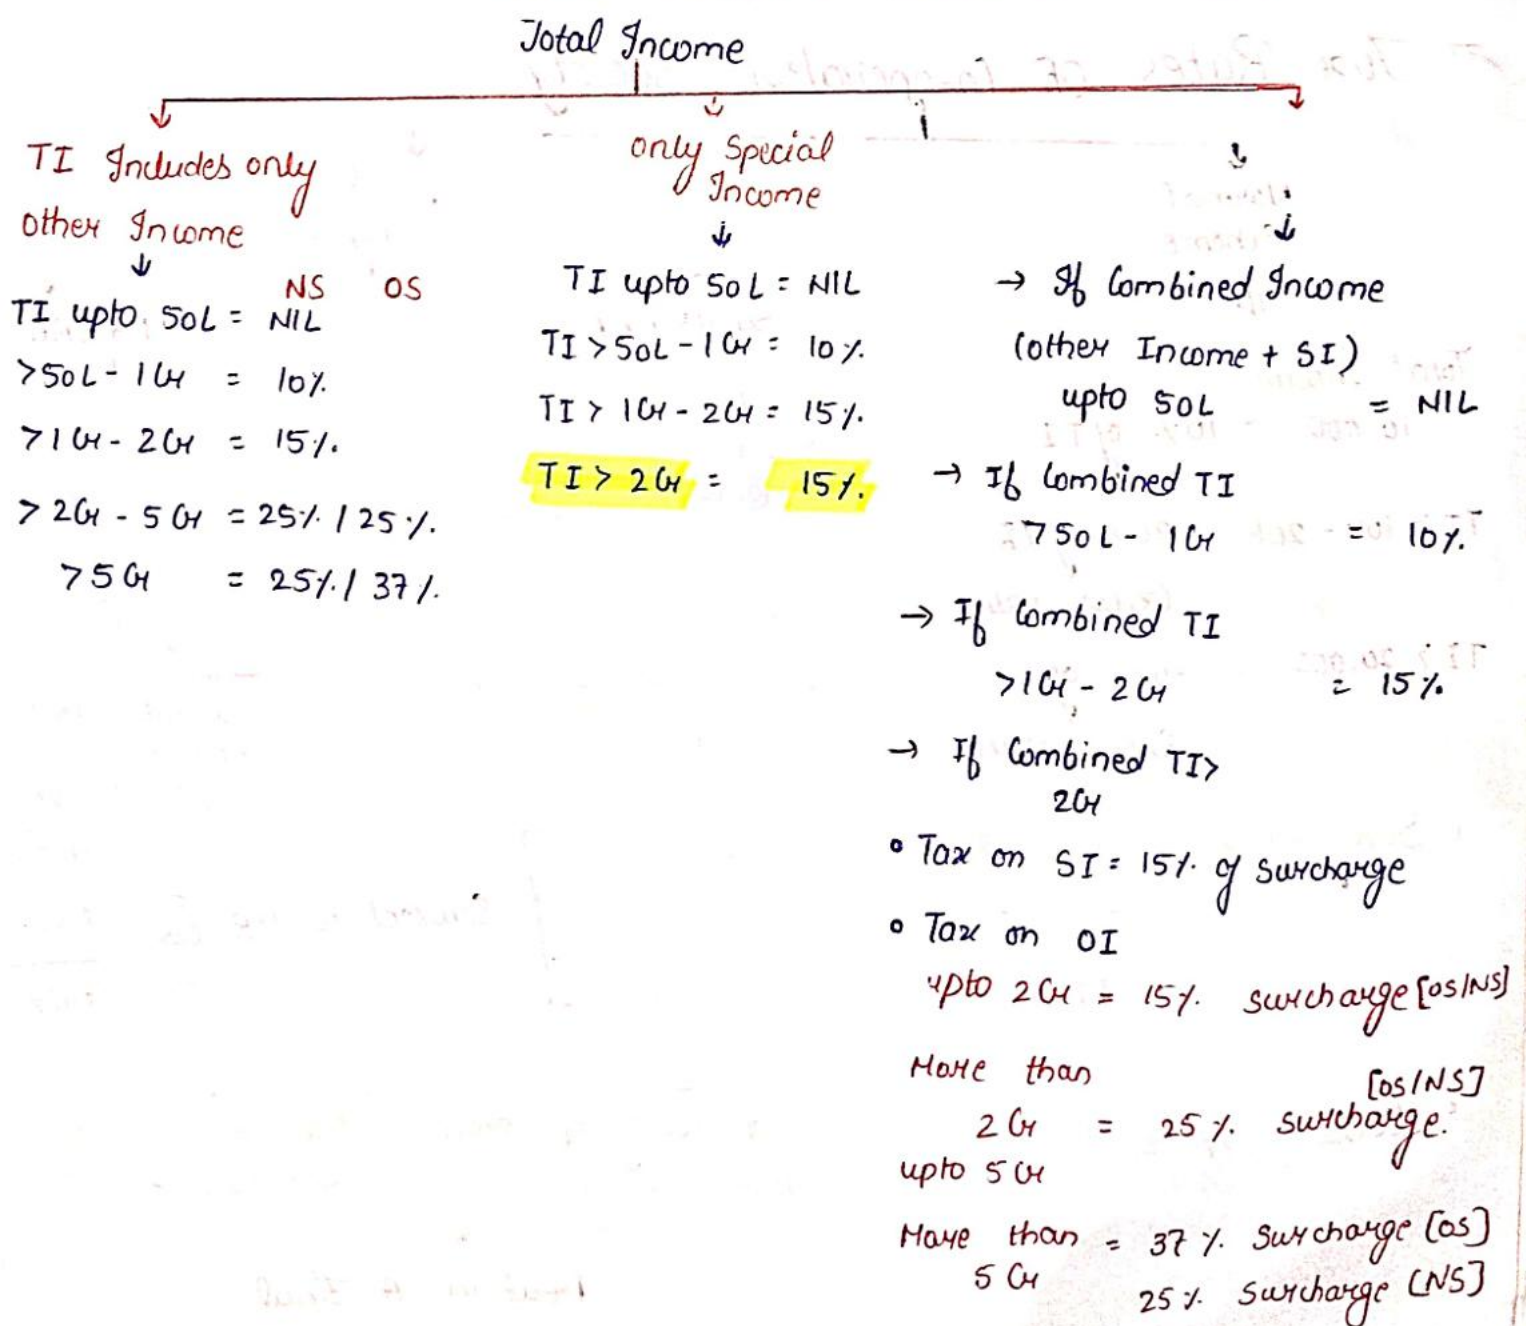 Total Income
TI Includes only
other Income
NS OS
TI upto 50L = NIL
>50L - 1Cr = 10%
>1Cr - 2Cr = 15%.
>2Cr - 5Cr = 25% / 25%.
>5Cr = 25% / 37%.
only Special
Income
TI upto 50L = NIL
TI > 50L - 1Cr = 10%.
TI > 1Cr - 2Cr = 15%.
TI > 2Cr = 15%.
→ If Combined Income
(other Income + SI)
upto 50L = NIL
→ If Combined TI
>50L - 1Cr = 10%.
→ If Combined TI
>1Cr - 2Cr = 15%.
→ If Combined TI>
2Cr
• Tax on SI = 15% of surcharge
• Tax on OI
upto 2Cr = 15%. surcharge [OS/NS]
More than [OS/NS]
2Cr = 25%. surcharge.
upto 5Cr
More than = 37%. Surcharge [OS]
5Cr 25%. Surcharge (NS]